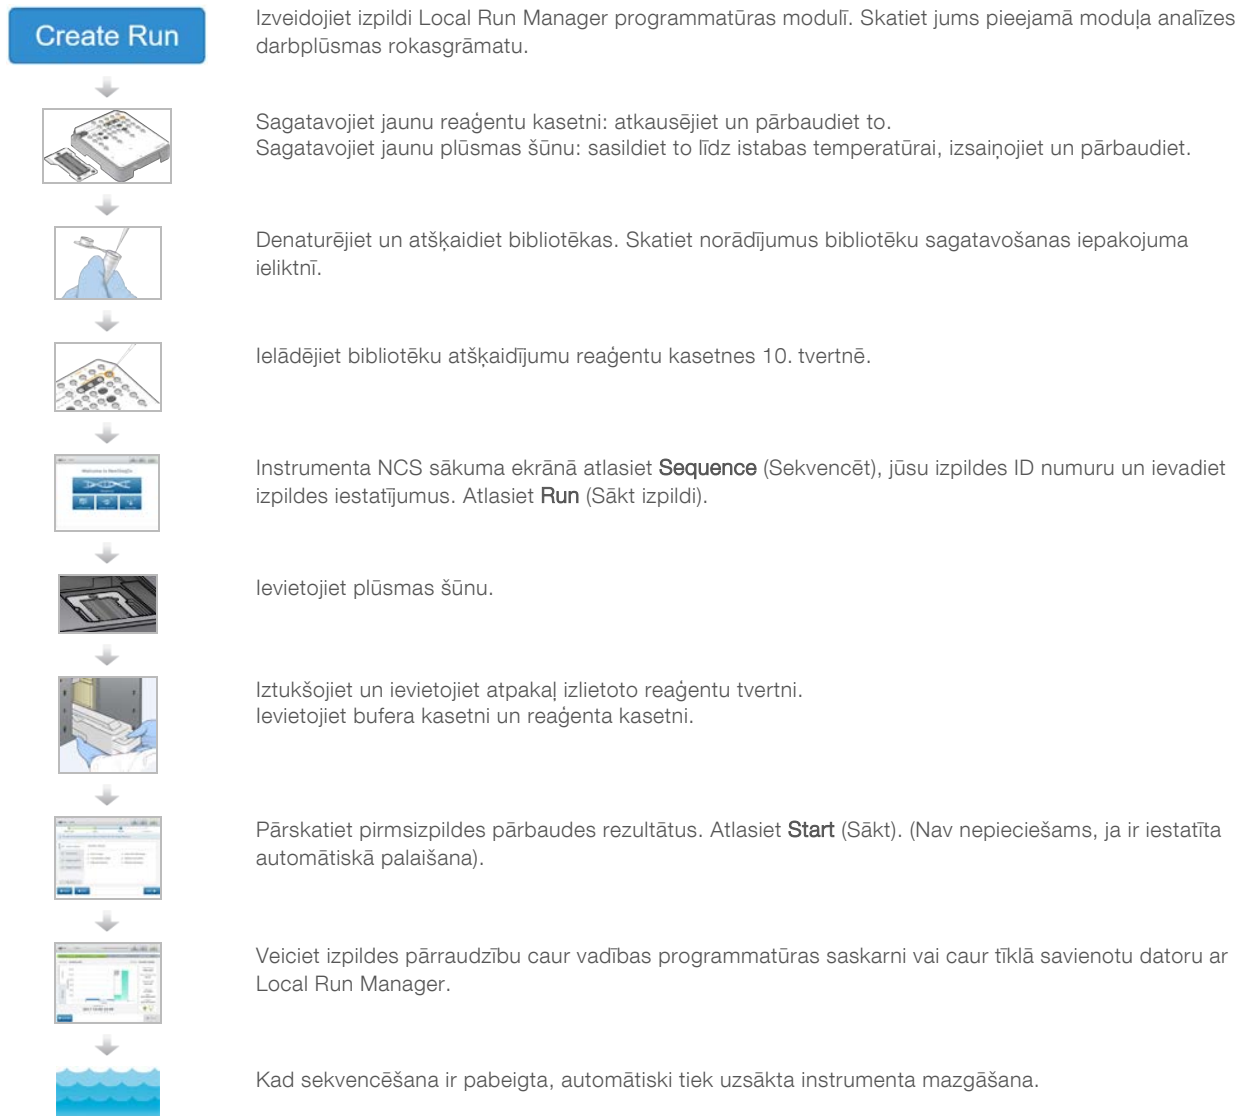 Create Run
Izveidojiet izpildi Local Run Manager programmatūras modulī. Skatiet jums pieejamā moduļa analīzes
darbplūsmas rokasgrāmatu.
Sagatavojiet jaunu reaģentu kasetni: atkausējiet un pārbaudiet to.
Sagatavojiet jaunu plūsmas šūnu: sasildiet to līdz istabas temperatūrai, izsaiņojiet un pārbaudiet.
Denaturējiet un atšķaidiet bibliotēkas. Skatiet norādījumus bibliotēku sagatavošanas iepakojuma
ieliktnī.
Ielādējiet bibliotēku atšķaidījumu reaģentu kasetnes 10. tvertnē.
Instrumenta NCS sākuma ekrānā atlasiet Sequence (Sekvencēt), jūsu izpildes ID numuru un ievadiet
izpildes iestatījumus. Atlasiet Run (Sākt izpildi).
Ievietojiet plūsmas šūnu.
Iztukšojiet un ievietojiet atpakaļ izlietoto reaģentu tvertni.
Ievietojiet bufera kasetni un reaģenta kasetni.
Pārskatiet pirmsizpildes pārbaudes rezultātus. Atlasiet Start (Sākt). (Nav nepieciešams, ja ir iestatīta
automātiskā palaišana).
Veiciet izpildes pārraudzību caur vadības programmatūras saskarni vai caur tīklā savienotu datoru ar
Local Run Manager.
Kad sekvencēšana ir pabeigta, automātiski tiek uzsākta instrumenta mazgāšana.